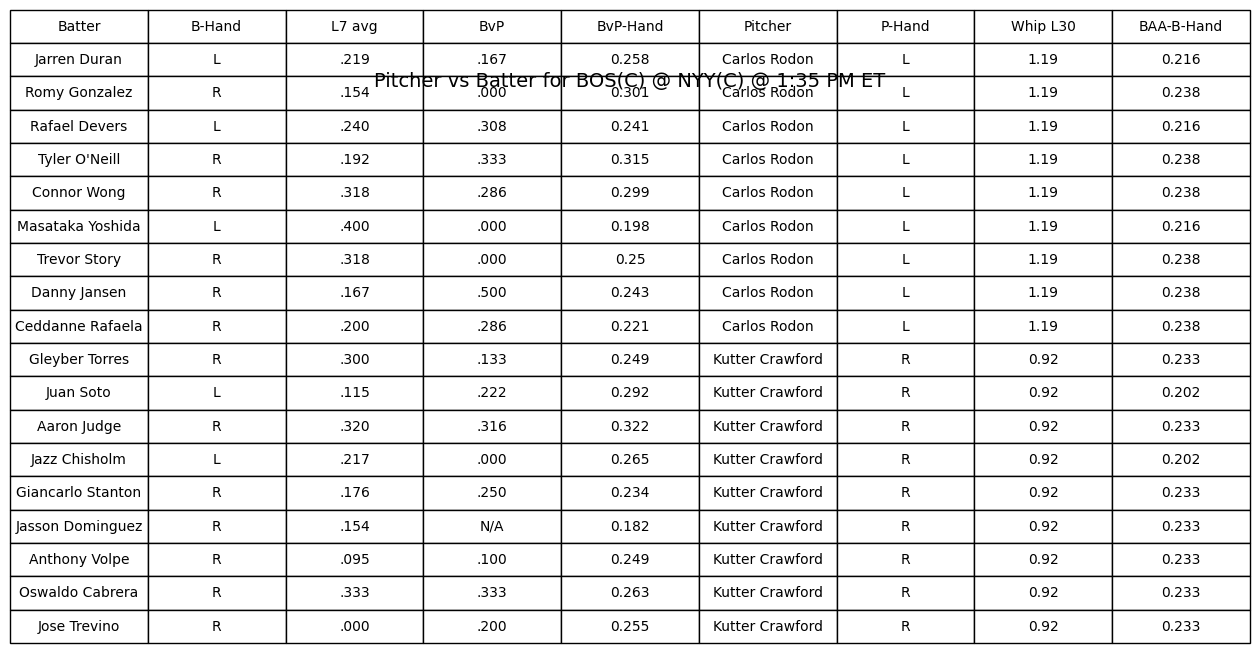 Batter B-Hand L7 avg BvP BvP-Hand Pitcher P-Hand Whip L30 BAA-B-Hand
Jarren Duran L .219 .167 0.258 Carlos Rodon L 1.19 0.216
Pitcher vs Batter for BOS(C) @ NYY(C) @ 1:35 PM ET
Romy Gonzalez R .154 .000 0.301 Carlos Rodon L 1.19 0.238
Rafael Devers L .240 .308 0.241 Carlos Rodon L 1.19 0.216
Tyler O'Neill R .192 .333 0.315 Carlos Rodon L 1.19 0.238
Connor Wong R .318 .286 0.299 Carlos Rodon L 1.19 0.238
Masataka Yoshida L .400 .000 0.198 Carlos Rodon L 1.19 0.216
Trevor Story R .318 .000 0.25 Carlos Rodon L 1.19 0.238
Danny Jansen R .167 .500 0.243 Carlos Rodon L 1.19 0.238
Ceddanne Rafaela R .200 .286 0.221 Carlos Rodon L 1.19 0.238
Gleyber Torres R .300 .133 0.249 Kutter Crawford R 0.92 0.233
Juan Soto L .115 .222 0.292 Kutter Crawford R 0.92 0.202
Aaron Judge R .320 .316 0.322 Kutter Crawford R 0.92 0.233
Jazz Chisholm L .217 .000 0.265 Kutter Crawford R 0.92 0.202
Giancarlo Stanton R .176 .250 0.234 Kutter Crawford R 0.92 0.233
Jasson Dominguez R .154 N/A 0.182 Kutter Crawford R 0.92 0.233
Anthony Volpe R .095 .100 0.249 Kutter Crawford R 0.92 0.233
Oswaldo Cabrera R .333 .333 0.263 Kutter Crawford R 0.92 0.233
Jose Trevino R .000 .200 0.255 Kutter Crawford R 0.92 0.233